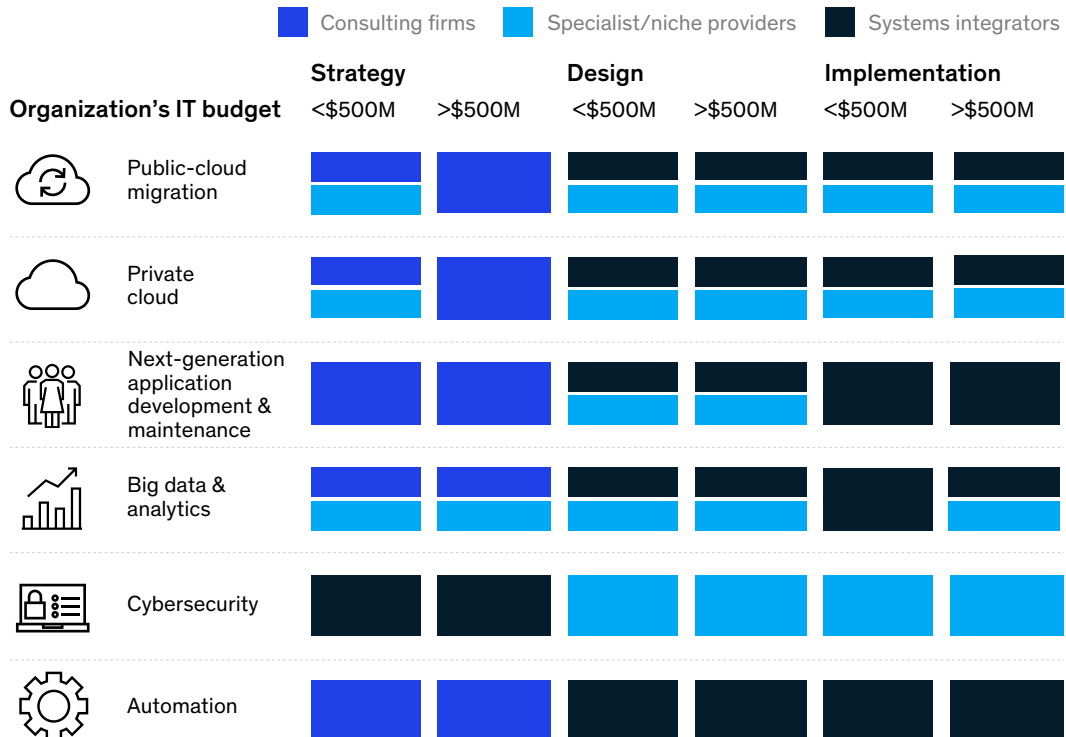 Consulting firms Specialist/niche providers Systems integrators
Strategy Design Implementation
Organization's IT budget <$500M >$500M <$500M >$500M <$500M >$500M
Public-cloud
migration
Private
cloud
Next-generation
application
development &
maintenance
Big data &
analytics
Cybersecurity
Automation